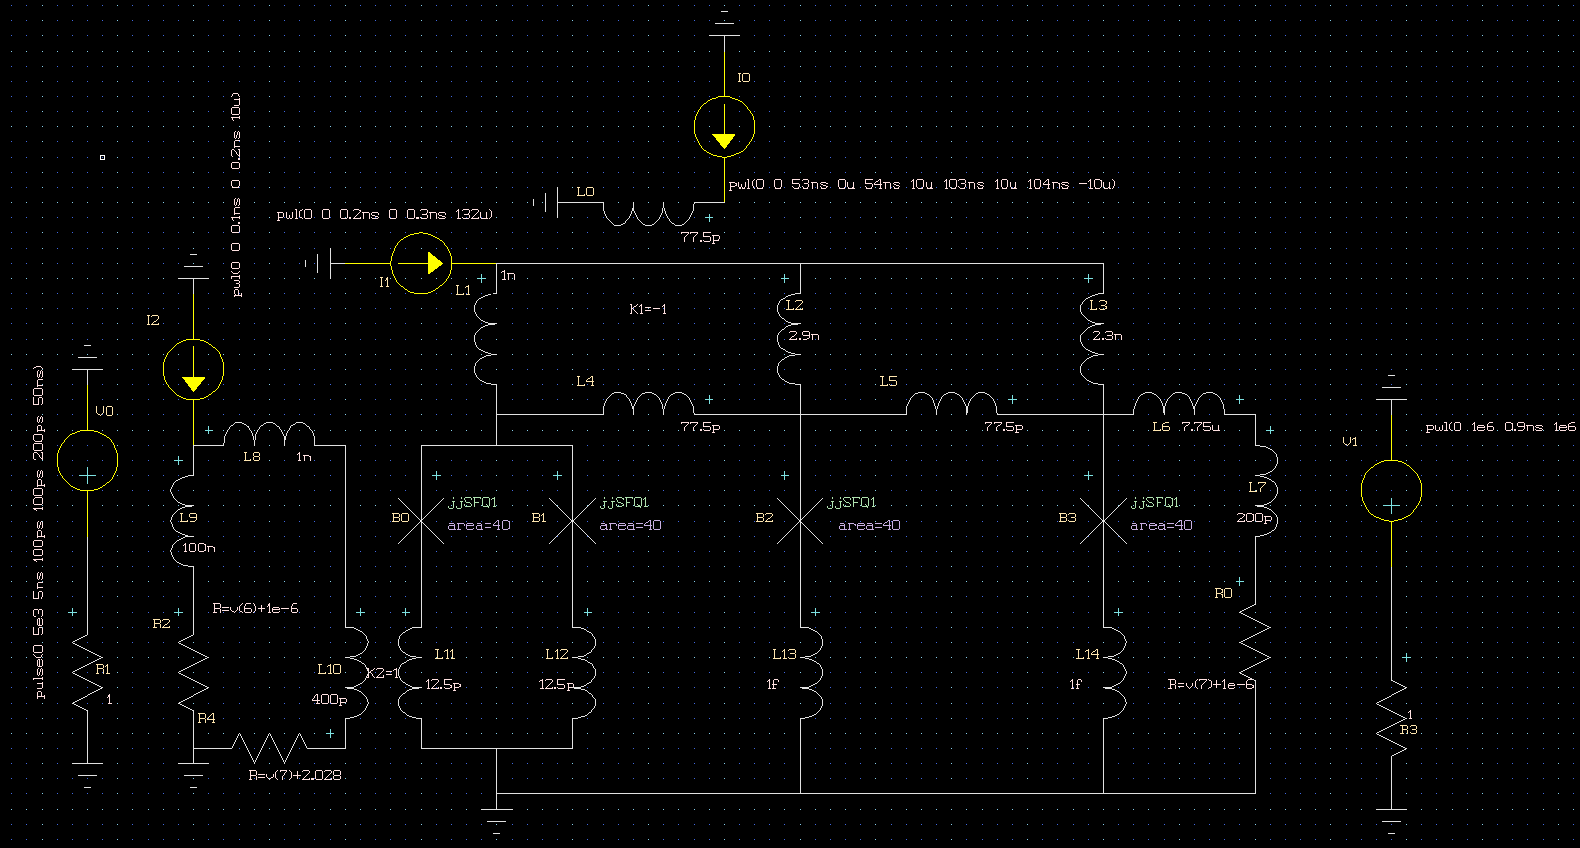 I0
pwl(0 0 53ns 0u 54ns 10u 103ns 10u 104ns -10u)
L0
77.5p
pwl(0 0 0.1ns 0 0.2ns 10u)
pwl(0 0 0.2ns 0 0.3ns 132u)
I1
L1
1n
K1=-1
L2
2.9n
L3
2.3n
I2
V0
pulse(0 5e3 5ns 100ps 100ps 200ps 50ns)
L4
77.5p
L5
77.5p
L6 7.75u
V1
pwl(0 1e6 0.9ns 1e6
L8 1n
L9
100n
B0
jjSFQ1
area=40
B1
jjSFQ1
area=40
B2
jjSFQ1
area=40
B3
jjSFQ1
area=40
L7
200p
R0
R=v(7)+1e-6
R=v(6)+1e-6
R2
R1
1
L10
400p
K2=1
L11
12.5p
L12
12.5p
L13
1f
L14
1f
R4
R=v(7)+2.028
1
R3